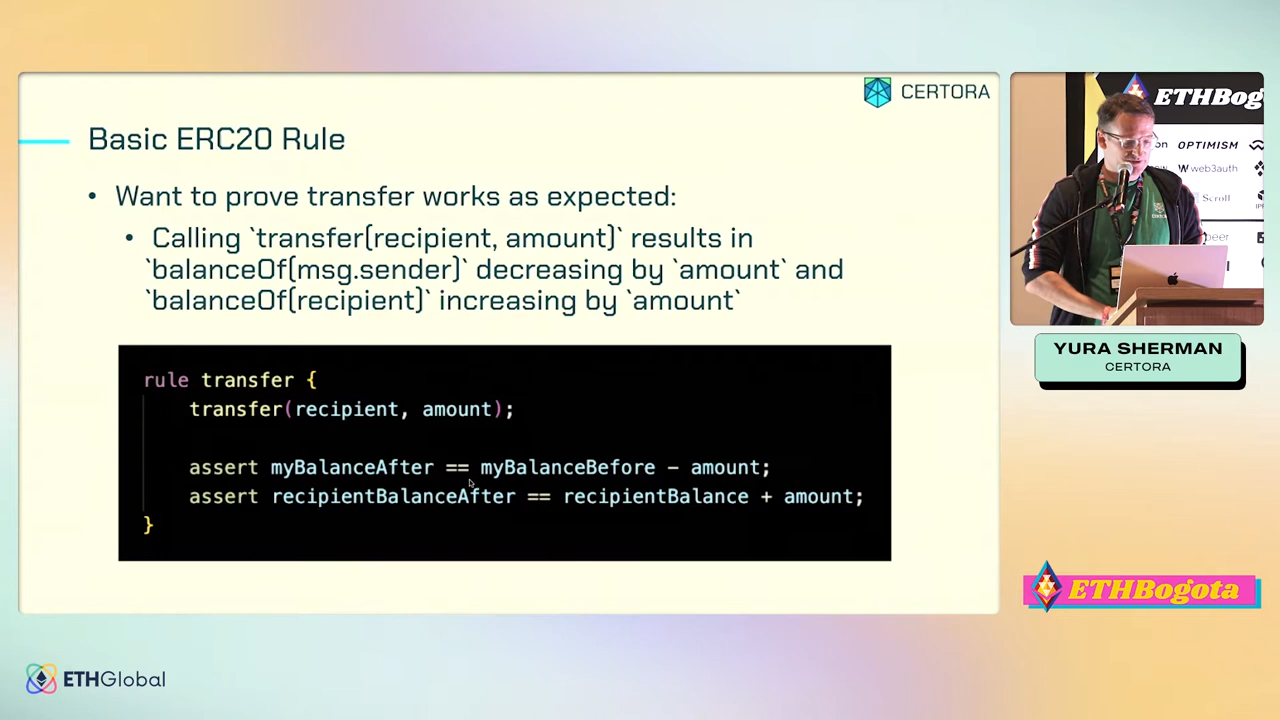 CERTORA
Basic ERC20 Rule
• Want to prove transfer works as expected:
• Calling `transfer(recipient, amount)` results in
`balanceOf(msg.sender)` decreasing by `amount` and
`balanceOf(recipient)` increasing by `amount`
rule transfer {
transfer(recipient, amount);
assert myBalanceAfter == myBalanceBefore - amount;
assert recipientBalanceAfter == recipientBalance + amount;
}
ETHBog
on OPTIMISM
web3auth
Scroll
YURA SHERMAN
CERTORA
ETHBogota
ETHGlobal